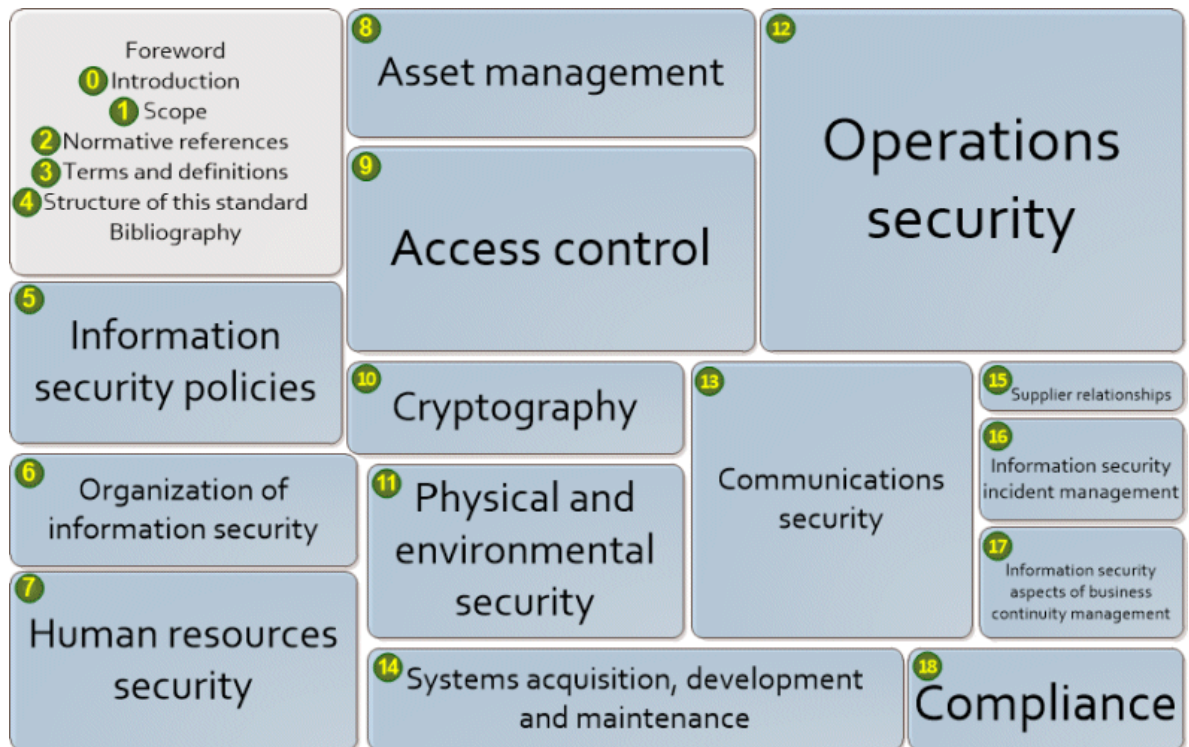 Foreword
0 Introduction
1 Scope
2 Normative references
3 Terms and definitions
4 Structure of this standard
Bibliography
5
Information
security policies
6
Organization of
information security
7
Human resources
security
8
Asset management
9
Access control
10
Cryptography
11
Physical and
environmental
security
12
Operations
security
13
Communications
security
14
Systems acquisition, development
and maintenance
15
Supplier relationships
16
Information security
incident management
17
Information security
aspects of business
continuity management
18
Compliance